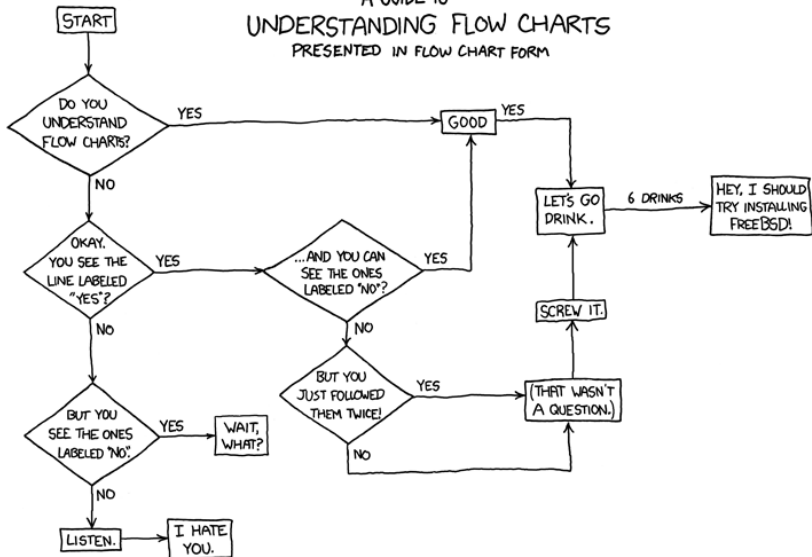 A GUIDE TO
UNDERSTANDING FLOW CHARTS
PRESENTED IN FLOW CHART FORM
START
DO YOU
UNDERSTAND
FLOW CHARTS?
YES
GOOD
YES
NO
LET'S GO
DRINK.
6 DRINKS
HEY, I SHOULD
TRY INSTALLING
FREEBSD!
OKAY.
YOU SEE THE
LINE LABELED
"YES"?
YES
...AND YOU CAN
SEE THE ONES
LABELED "NO"?
YES
NO
NO
SCREW IT.
BUT YOU
JUST FOLLOWED
THEM TWICE!
YES
(THAT WASN'T
A QUESTION.)
NO
BUT YOU
SEE THE ONES
LABELED "NO".
YES
WAIT,
WHAT?
NO
LISTEN.
I HATE
YOU.